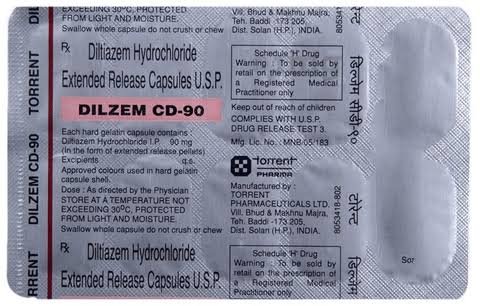 EXCEEDING 30°C, PROTECTED
FROM LIGHT AND MOISTURE.
Swallow whole capsule do not crush or chew
Rx Diltiazem Hydrochloride
Extended Release Capsules U.S.P.
DILZEM CD-90
Each hard gelatin capsule contains
Diltiazem Hydrochloride I.P. 90 mg
(in the form of extended release pellets)
Excipients q.s.
Approved colours used in hard gelatin
capsule shell.
Dose : As directed by the Physician
STORE AT A TEMPERATURE NOT
EXCEEDING 30°C, PROTECTED
FROM LIGHT AND MOISTURE.
Swallow whole capsule do not crush or chew
Rx Diltiazem Hydrochloride
Extended Release Capsules U.S.P.
TORRENT
DILZEM CD-90
TORRENT
Vill. Bhud & Makhnu Majra,
Teh. Baddi -173 205,
Dist. Solan (H.P.), INDIA.
Schedule 'H' Drug
Warning : To be sold by
retail on the prescription of
a Registered Medical
Practitioner only
Keep out of reach of children
COMPLIES WITH U.S.P.
DRUG RELEASE TEST 3.
Mfg. Lic. No. : MNB/05/183
torrent
PHARMA
Manufactured by :
TORRENT
PHARMACEUTICALS LTD.
Vill. Bhud & Makhnu Majra,
Teh. Baddi -173 205,
Dist. Solan (H.P.), INDIA.
Schedule 'H' Drug
Warning : To be sold by
retail on the prescription of
a Registered Medical
Practitioner only
8053418-802
टोरेन्ट
डिल्ज़ेम सीडी-९०
टोरेन्ट
Sor